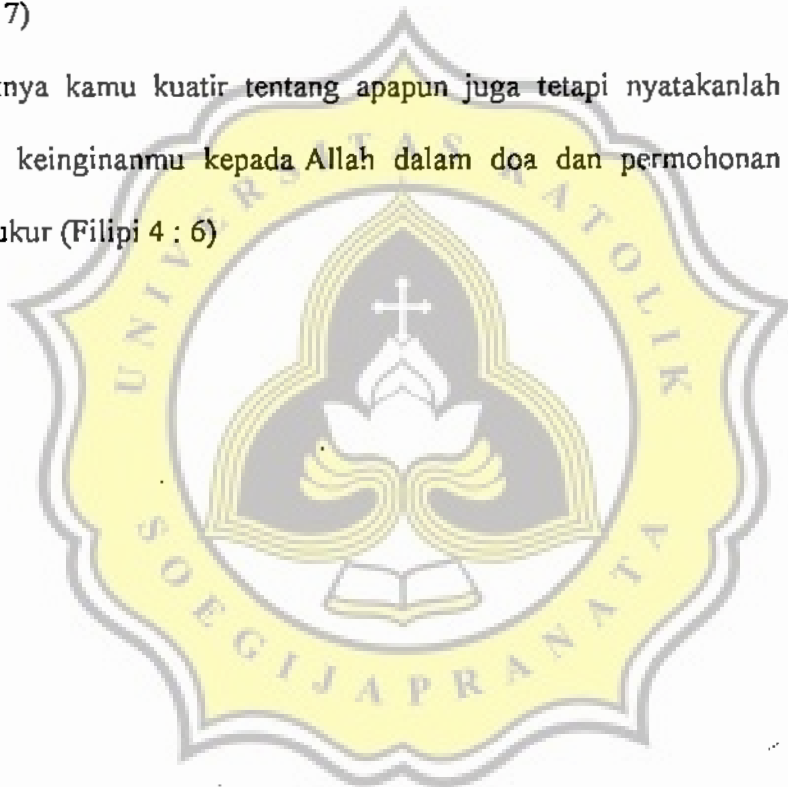 7)
nya kamu kuatir tentang apapun juga tetapi nyatakanlah
keinginanmu kepada Allah dalam doa dan permohonan
ukur (Filipi 4 : 6)
UNIVERSITAS KATOLIK
SOEGIJAPRANATA